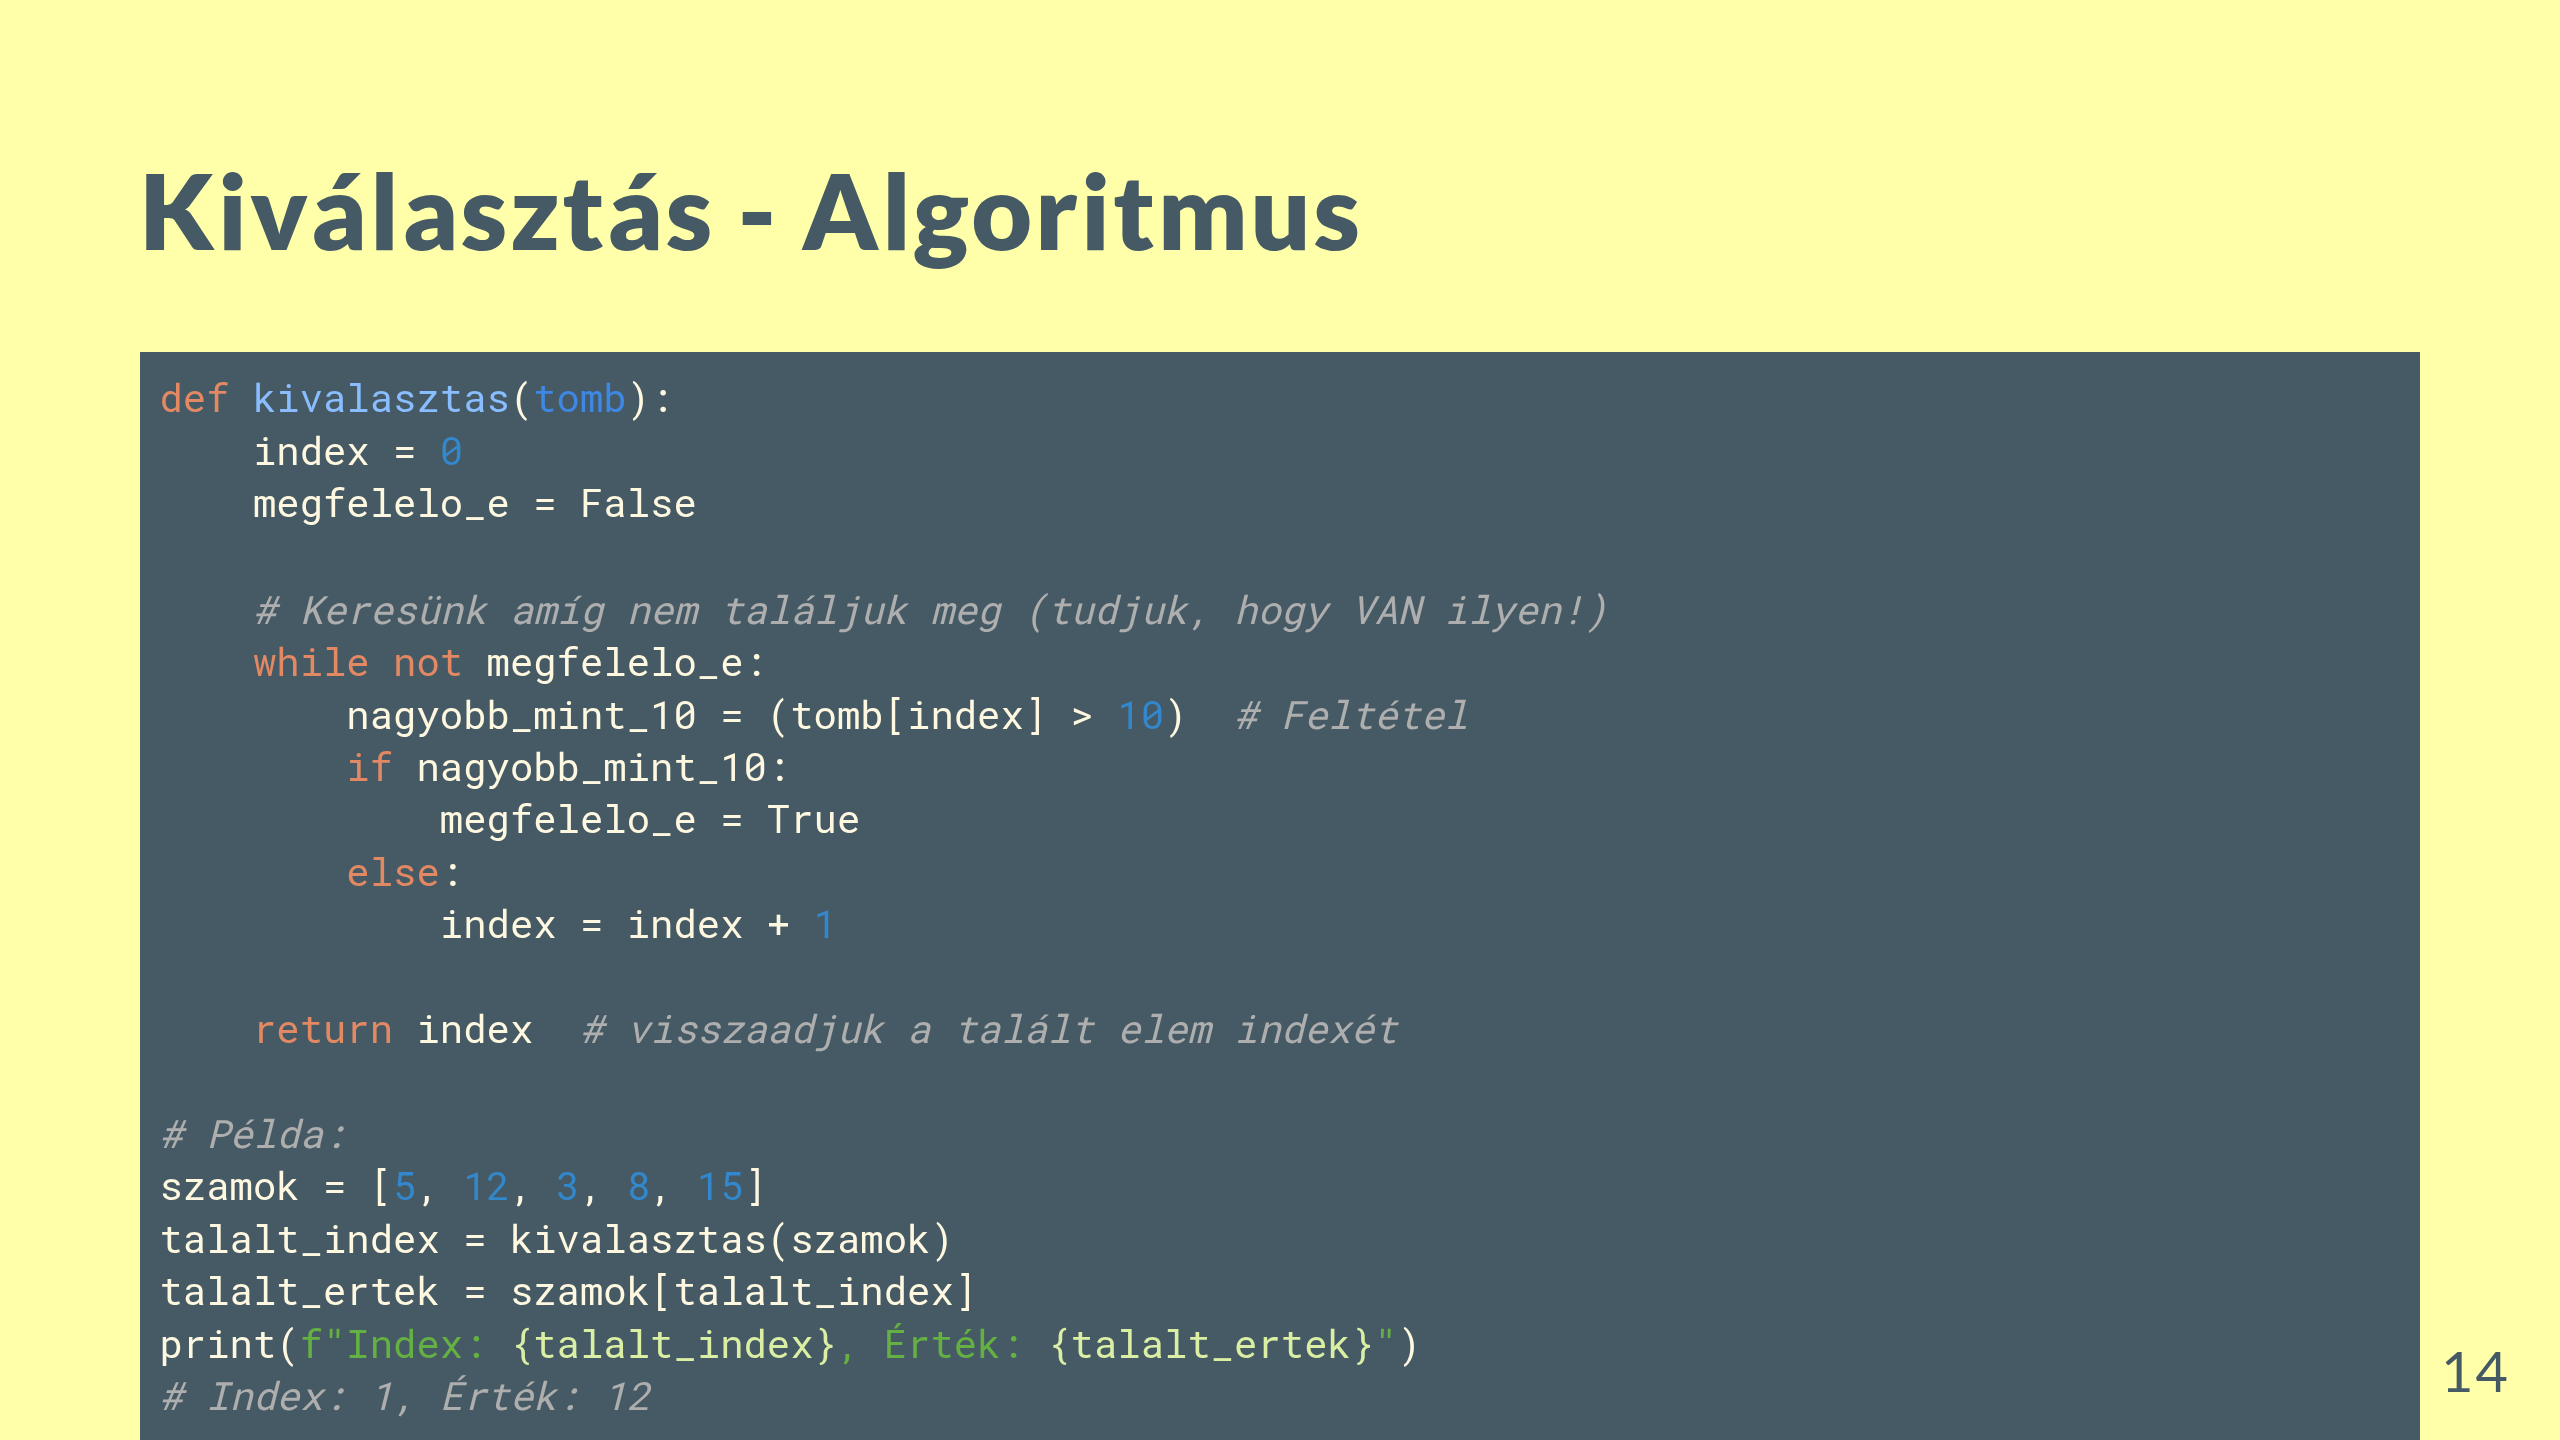 Kiválasztás - Algoritmus
def kivalasztas(tomb):
    index = 0
    megfelelo_e = False

    # Keresünk amíg nem találjuk meg (tudjuk, hogy VAN ilyen!)
    while not megfelelo_e:
        nagyobb_mint_10 = (tomb[index] > 10)  # Feltétel
        if nagyobb_mint_10:
            megfelelo_e = True
        else:
            index = index + 1

    return index  # visszaadjuk a talált elem indexét

# Példa:
szamok = [5, 12, 3, 8, 15]
talalt_index = kivalasztas(szamok)
talalt_ertek = szamok[talalt_index]
print(f"Index: {talalt_index}, Érték: {talalt_ertek}")
# Index: 1, Érték: 12
14